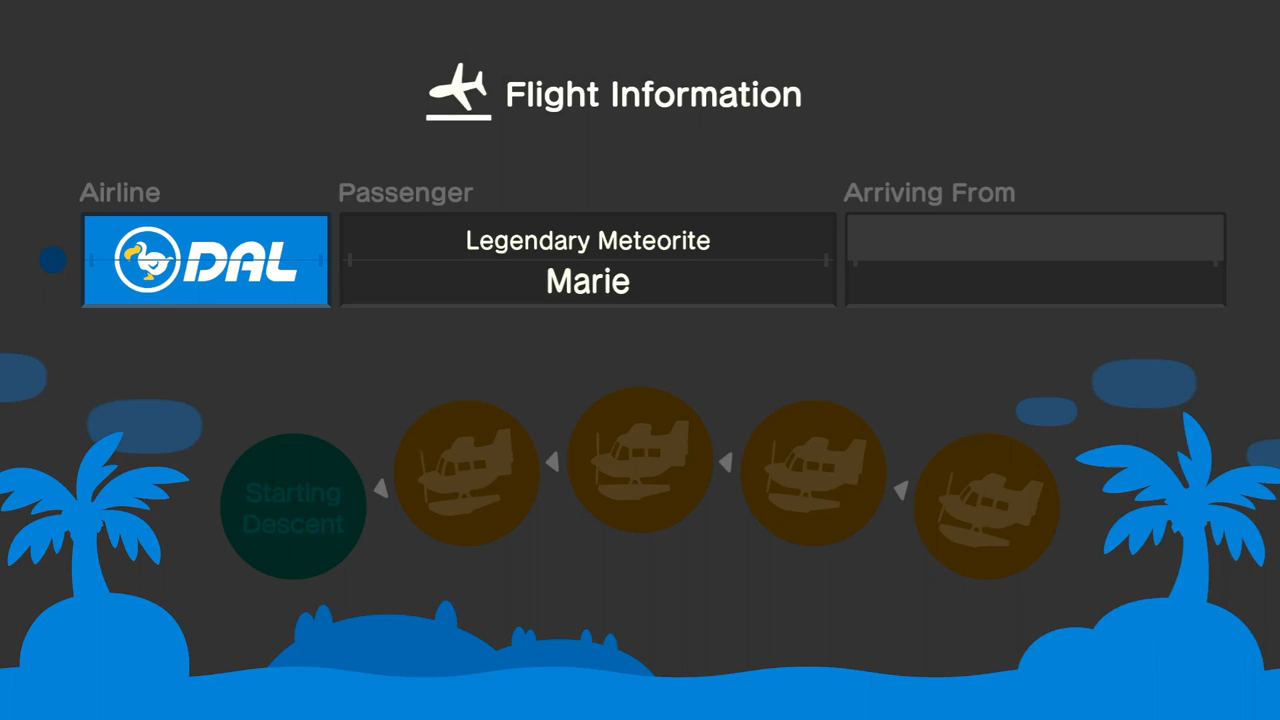 Flight Information
Airline
Passenger
Arriving From
DAL
Legendary Meteorite
Marie
Starting
Descent